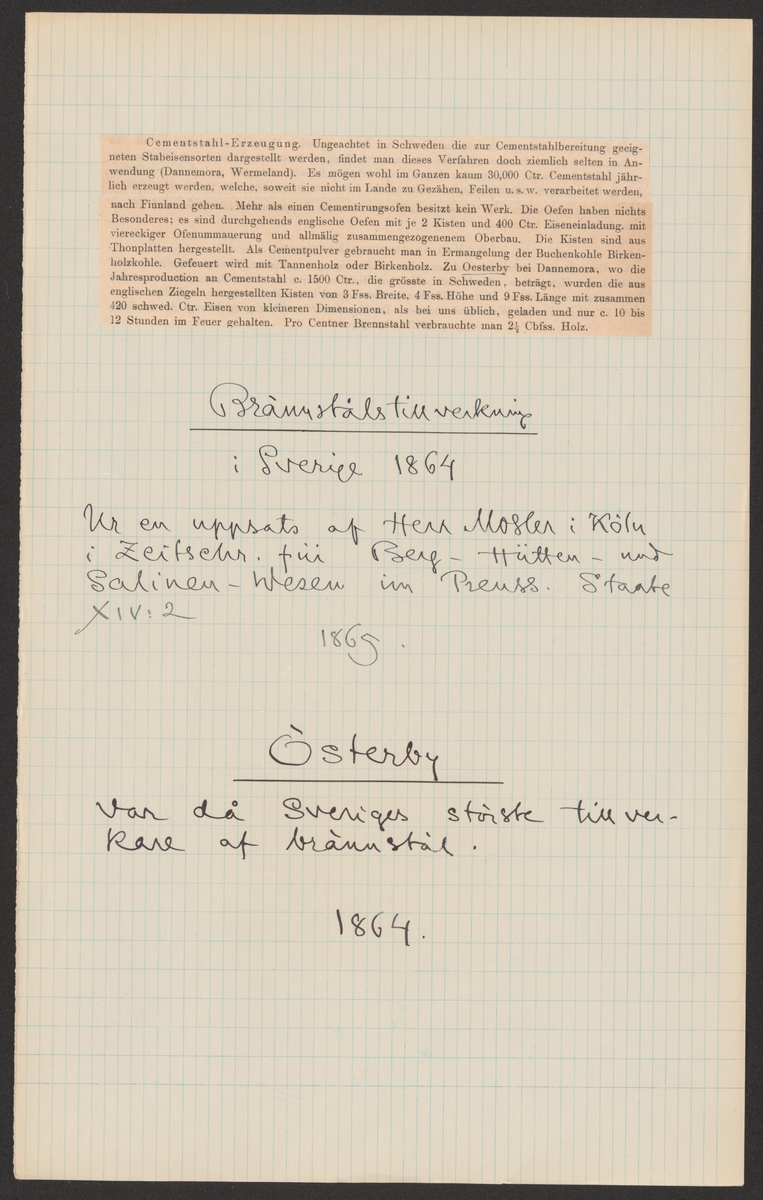 Cementstahl-Erzeugung. Ungeachtet in Schweden die zur Cementstahlbereitung geeig-
neten Stabeisensorten dargestellt werden, findet man dieses Verfahren doch ziemlich selten in An-
wendung (Dannemora, Wermeland). Es mögen wohl im Ganzen kaum 30,000 Ctr. Cementstahl jähr-
lich erzeugt werden, welche, soweit sie nicht im Lande zu Gezähen, Feilen u. s. w. verarbeitet werden,
nach Finnland gehen. Mehr als einen Cementirungsofen besitzt kein Werk. Die Oefen haben nichts
Besonderes; es sind durchgehends englische Oefen mit je 2 Kisten und 400 Ctr. Eiseneinladung. mit
viereckiger Ofenummauerung und allmälig zusammengezogenenem Oberbau. Die Kisten sind aus
Thonplatten hergestellt. Als Cementpulver gebraucht man in Ermangelung der Buchenkohle Birken-
holzkohle. Gefeuert wird mit Tannenholz oder Birkenholz. Zu Oesterby bei Dannemora, wo die
Jahresproduction an Cementstahl c. 1500 Ctr., die grösste in Schweden, beträgt, wurden die aus
englischen Ziegeln hergestellten Kisten von 3 Fss. Breite, 4 Fss. Höhe und 9 Fss. Länge mit zusammen
420 schwed. Ctr. Eisen von kleineren Dimensionen, als bei uns üblich, geladen und nur c. 10 bis
12 Stunden im Feuer gehalten. Pro Centner Brennstahl verbrauchte man 2½ Cbfss. Holz.
Brännstålstillverkning
i Sverige 1864
Ur en uppsats af Herr Mosler i Köln
i Zeitschr. für Berg- Hütten- und
Salinen-Wesen im Preuss. Staate
XIV: 2
1865.
Österby
var då Sveriges störste tillver-
kare af brännstål.
1864.